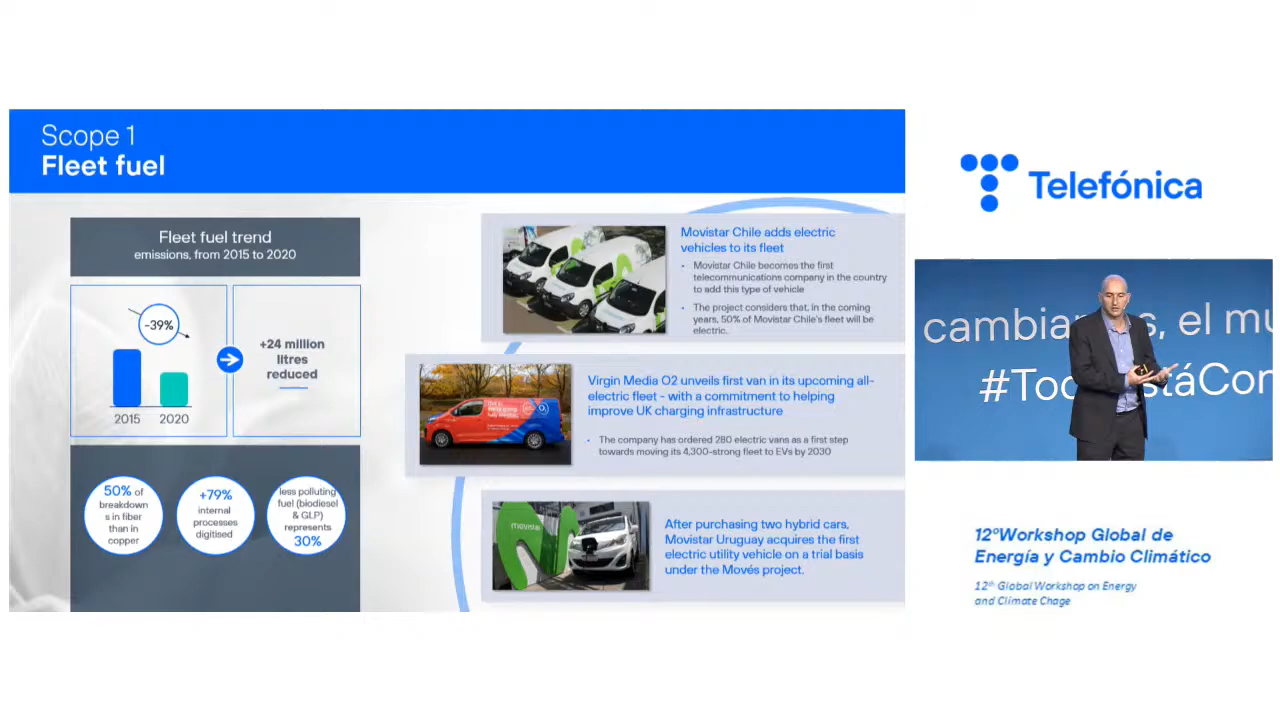 Scope 1
Fleet fuel
Fleet fuel trend
emissions, from 2015 to 2020
-39%
2015 2020
+24 million
litres
reduced
50% of
breakdown
s in fiber
than in
copper
+79%
internal
processes
digitised
less polluting
fuel (biodiesel
& GLP)
represents
30%
Movistar Chile adds electric
vehicles to its fleet
• Movistar Chile becomes the first
telecommunications company in the country
to add this type of vehicle
• The project considers that, in the coming
years, 50% of Movistar Chile's fleet will be
electric.
Virgin Media O2 unveils first van in its upcoming all-
electric fleet - with a commitment to helping
improve UK charging infrastructure
• The company has ordered 280 electric vans as a first step
towards moving its 4,300-strong fleet to EVs by 2030
movistar
After purchasing two hybrid cars,
Movistar Uruguay acquires the first
electric utility vehicle on a trial basis
under the Movés project.
Telefónica
cambia s, el mu
#Too stáCon
12ºWorkshop Global de
Energía y Cambio Climático
12th Global Workshop on Energy
and Climate Chage